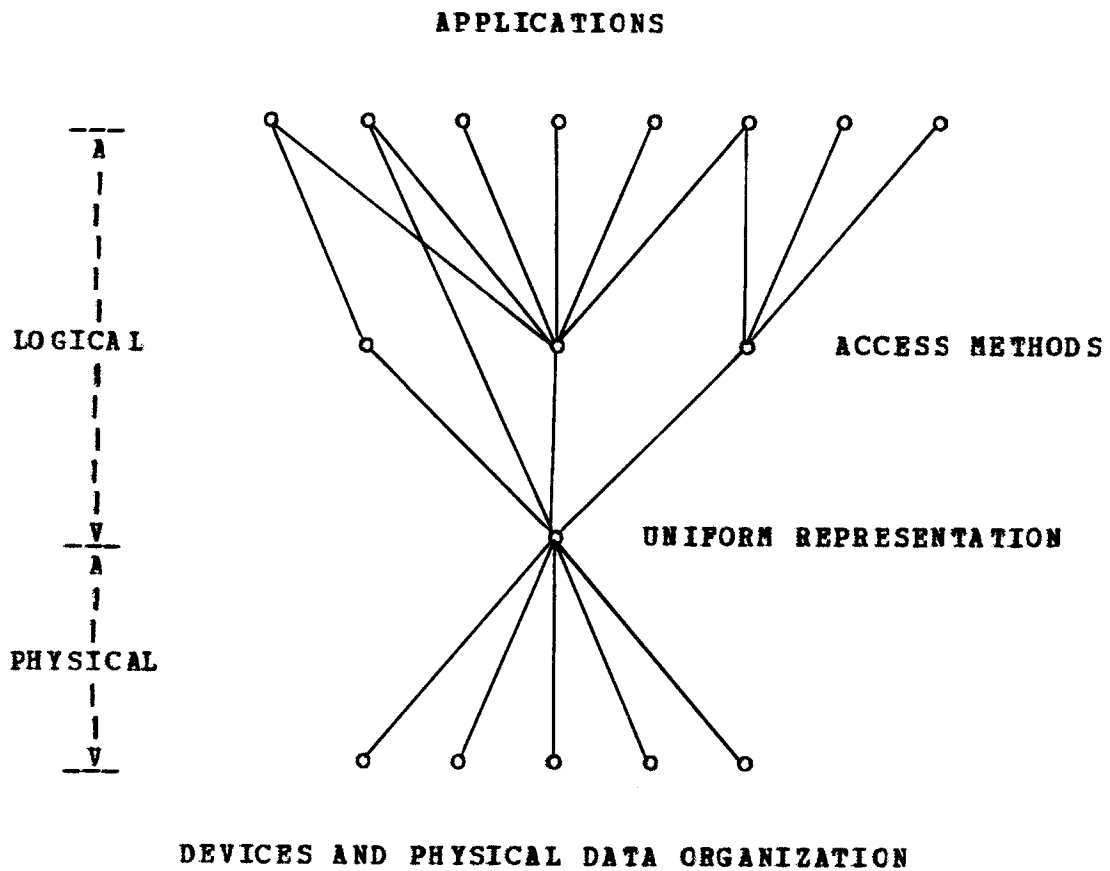 APPLICATIONS
LOGICAL
ACCESS METHODS
UNIFORM REPRESENTATION
PHYSICAL
DEVICES AND PHYSICAL DATA ORGANIZATION